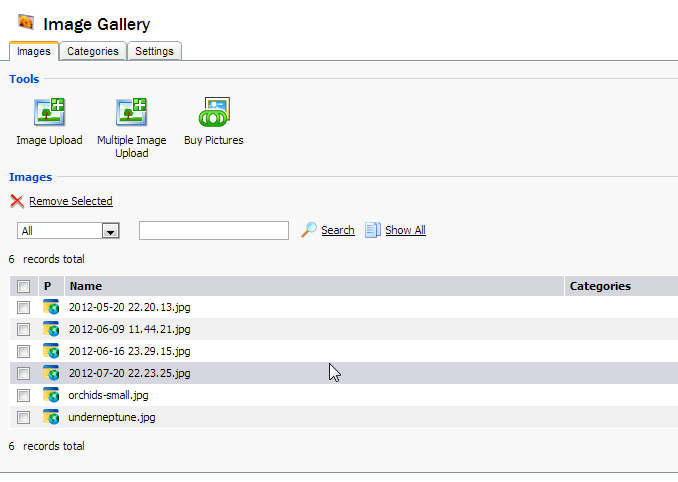 Image Gallery
Images Categories Settings
Tools
Image Upload Multiple Image Upload Buy Pictures
Images
Remove Selected
All Search Show All
6 records total
P Name Categories
2012-05-20 22.20.13.jpg
2012-06-09 11.44.21.jpg
2012-06-16 23.29.15.jpg
2012-07-20 22.23.25.jpg
orchids-small.jpg
underneptune.jpg
6 records total